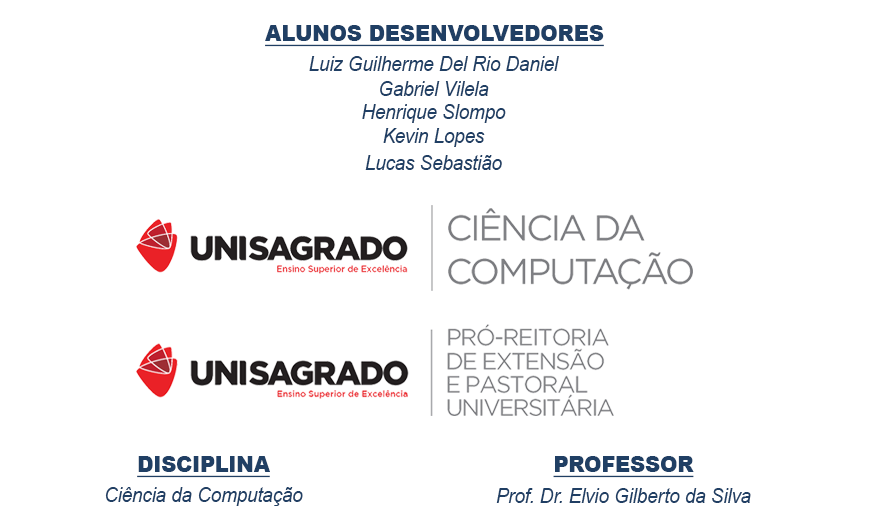 ALUNOS DESENVOLVEDORES
Luiz Guilherme Del Rio Daniel
Gabriel Vilela
Henrique Slompo
Kevin Lopes
Lucas Sebastião
UNISAGRADO
Ensino Superior de Excelência
CIÊNCIA DA
COMPUTAÇÃO
UNISAGRADO
Ensino Superior de Excelência
PRÓ-REITORIA
DE EXTENSÃO
E PASTORAL
UNIVERSITÁRIA
DISCIPLINA
Ciência da Computação
PROFESSOR
Prof. Dr. Elvio Gilberto da Silva